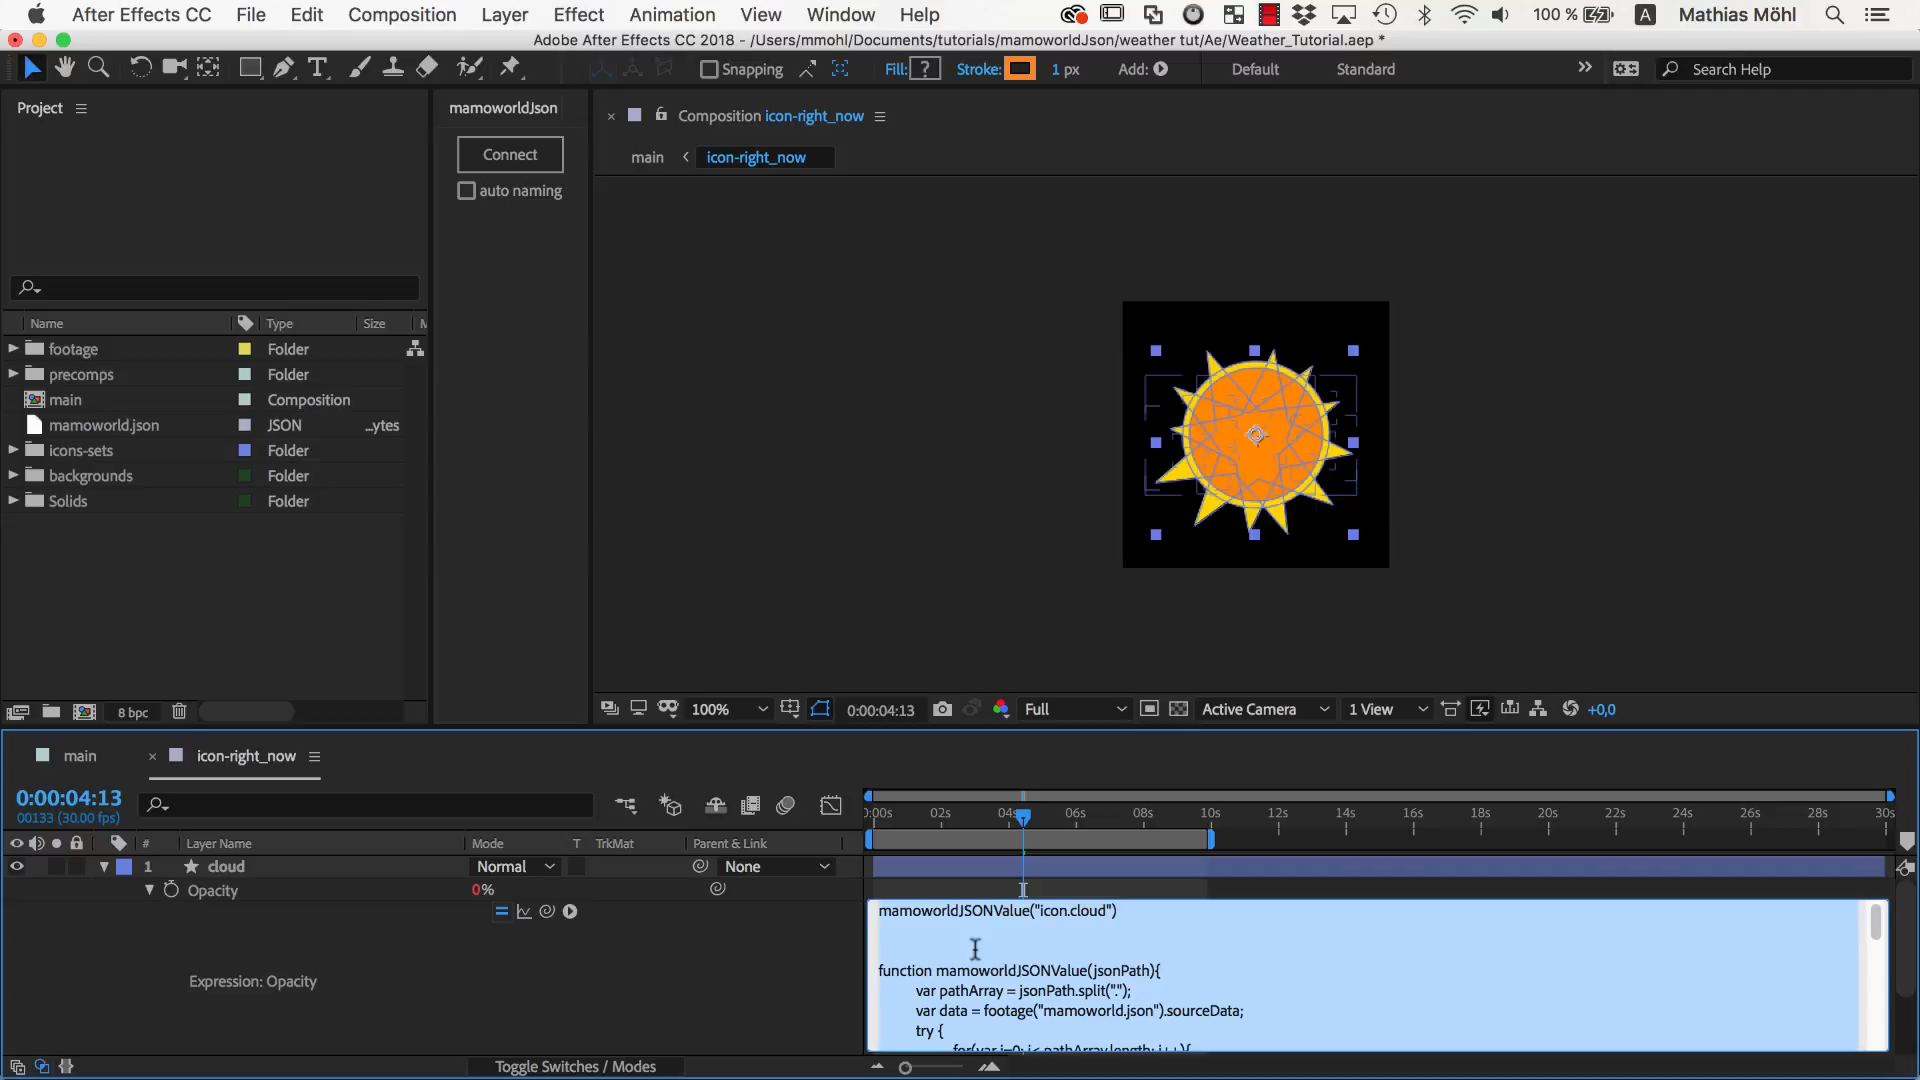 After Effects CC File Edit Composition Layer Effect Animation View Window Help 100 % A Mathias Möhl
Adobe After Effects CC 2018 - /Users/mmohl/Documents/tutorials/mamoworldJson/weather tut/Ae/Weather_Tutorial.aep *
Snapping Fill: ? Stroke: 1 px Add: Default Standard Search Help
Project
mamoworldJson
Composition icon-right_now
Connect
main icon-right_now
auto naming
Name Type Size
footage Folder
precomps Folder
main Composition
mamoworld.json JSON ...ytes
icons-sets Folder
backgrounds Folder
Solids Folder
8 bpc
100% 0:00:04:13 Full Active Camera 1 View +0,0
main icon-right_now
0:00:04:13
00133 (30.00 fps)
02s 06s 08s 10s 12s 14s 16s 18s 20s 22s 24s 26s 28s 30s
# Layer Name Mode T TrkMat Parent & Link
1 cloud Normal None
Opacity 0%
mamoworldJSONValue("icon.cloud")
function mamoworldJSONValue(jsonPath){
Expression: Opacity
var pathArray = jsonPath.split(".");
var data = footage("mamoworld.json").sourceData;
try {
for(var i=0; i< pathArray.length; i++){
Toggle Switches / Modes